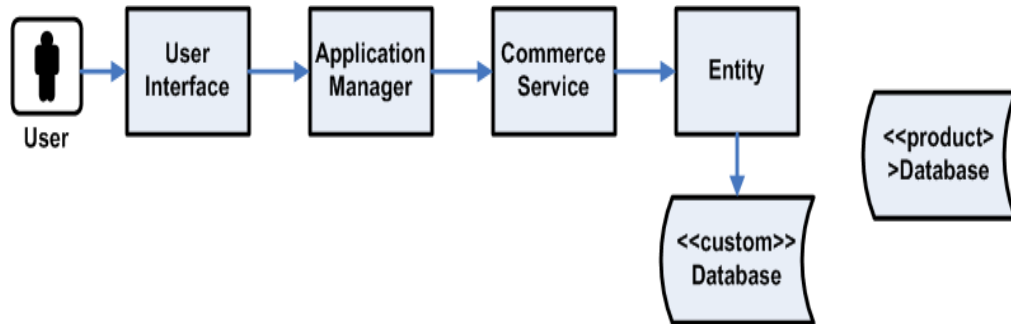 User
User
Interface
Application
Manager
Commerce
Service
Entity
<<product>
>Database
<<custom>>
Database